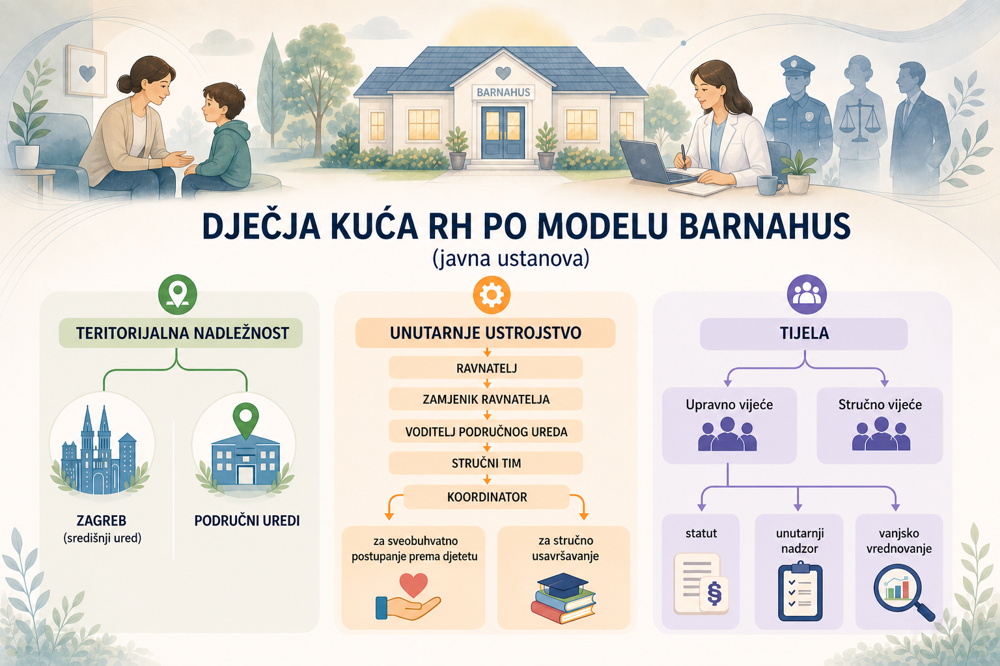 BARNAHUS
DJEČJA KUĆA RH PO MODELU BARNAHUS
(javna ustanova)
TERITORIJALNA NADLEŽNOST
ZAGREB
(središnji ured)
PODRUČNI UREDI
UNUTARNJE USTROJSTVO
RAVNATELJ
ZAMJENIK RAVNATELJA
VODITELJ PODRUČNOG UREDA
STRUČNI TIM
KOORDINATOR
za sveobuhvatno
postupanje prema djetetu
za stručno
usavršavanje
TIJELA
Upravno vijeće
Stručno vijeće
statut
§
unutarnji
nadzor
vanjsko
vrednovanje